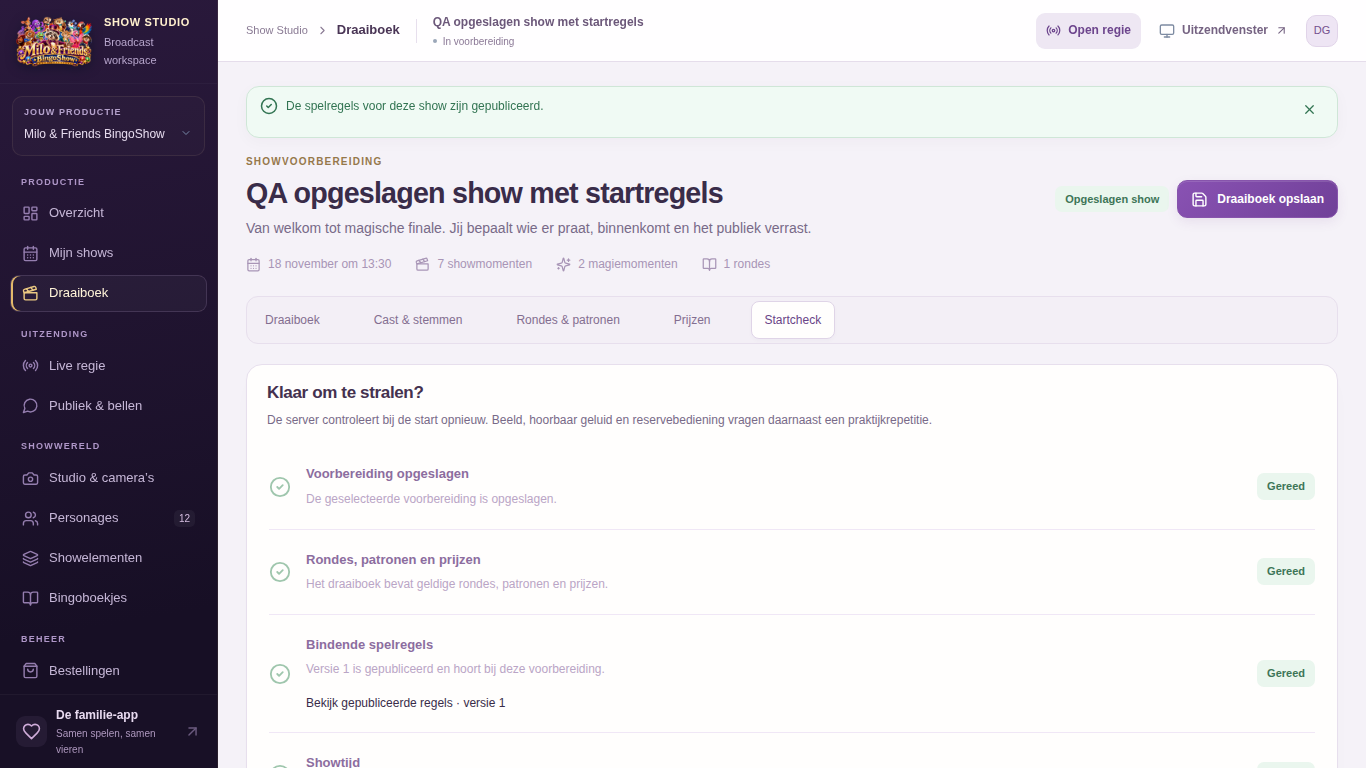 Milo & Friends
BingoShow
SHOW STUDIO
Broadcast
workspace
JOUW PRODUCTIE
Milo & Friends BingoShow
PRODUCTIE
Overzicht
Mijn shows
Draaiboek
UITZENDING
Live regie
Publiek & bellen
SHOWWERELD
Studio & camera's
Personages
12
Showelementen
Bingoboekjes
BEHEER
Bestellingen
De familie-app
Samen spelen, samen
vieren
Show Studio
Draaiboek
QA opgeslagen show met startregels
In voorbereiding
Open regie
Uitzendvenster
DG
De spelregels voor deze show zijn gepubliceerd.
SHOWVOORBEREIDING
QA opgeslagen show met startregels
Van welkom tot magische finale. Jij bepaalt wie er praat, binnenkomt en het publiek verrast.
Opgeslagen show
Draaiboek opslaan
18 november om 13:30
7 showmomenten
2 magiemomenten
1 rondes
Draaiboek
Cast & stemmen
Rondes & patronen
Prijzen
Startcheck
Klaar om te stralen?
De server controleert bij de start opnieuw. Beeld, hoorbaar geluid en reservebediening vragen daarnaast een praktijkrepetitie.
Voorbereiding opgeslagen
De geselecteerde voorbereiding is opgeslagen.
Gereed
Rondes, patronen en prijzen
Het draaiboek bevat geldige rondes, patronen en prijzen.
Gereed
Bindende spelregels
Versie 1 is gepubliceerd en hoort bij deze voorbereiding.
Bekijk gepubliceerde regels · versie 1
Gereed
Showtijd